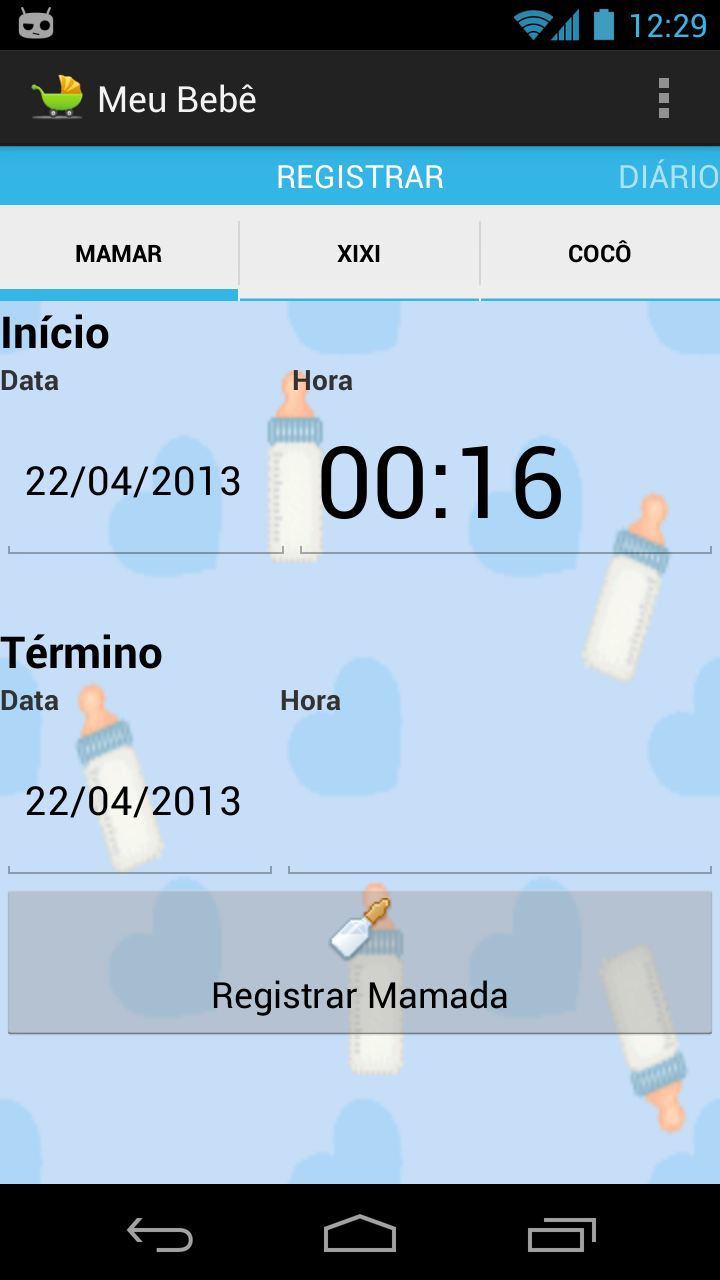 12:29
Meu Bebê
REGISTRAR DIÁRIO
MAMAR XIXI COCÔ
Início
Data Hora
22/04/2013 00:16
Término
Data Hora
22/04/2013
Registrar Mamada